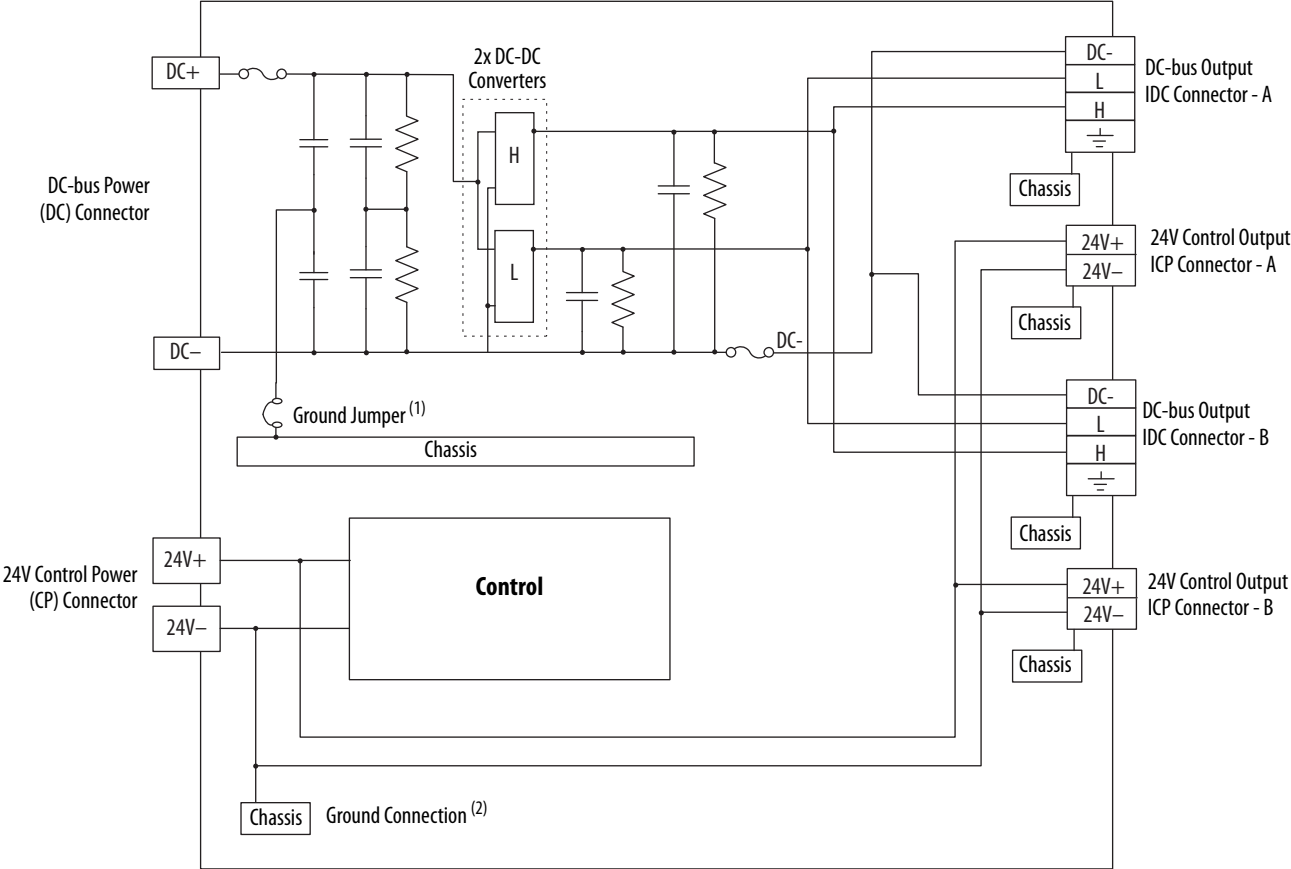 2x DC-DC
Converters
DC+
DC-bus Power
(DC) Connector
H
L
DC–
DC-
Ground Jumper (1)
Chassis
DC-
L
H
DC-bus Output
IDC Connector - A
Chassis
24V+
24V–
24V Control Output
ICP Connector - A
Chassis
DC-
L
H
DC-bus Output
IDC Connector - B
Chassis
24V+
24V–
24V Control Output
ICP Connector - B
Chassis
24V Control Power
(CP) Connector
24V+
24V–
Control
Chassis
Ground Connection (2)